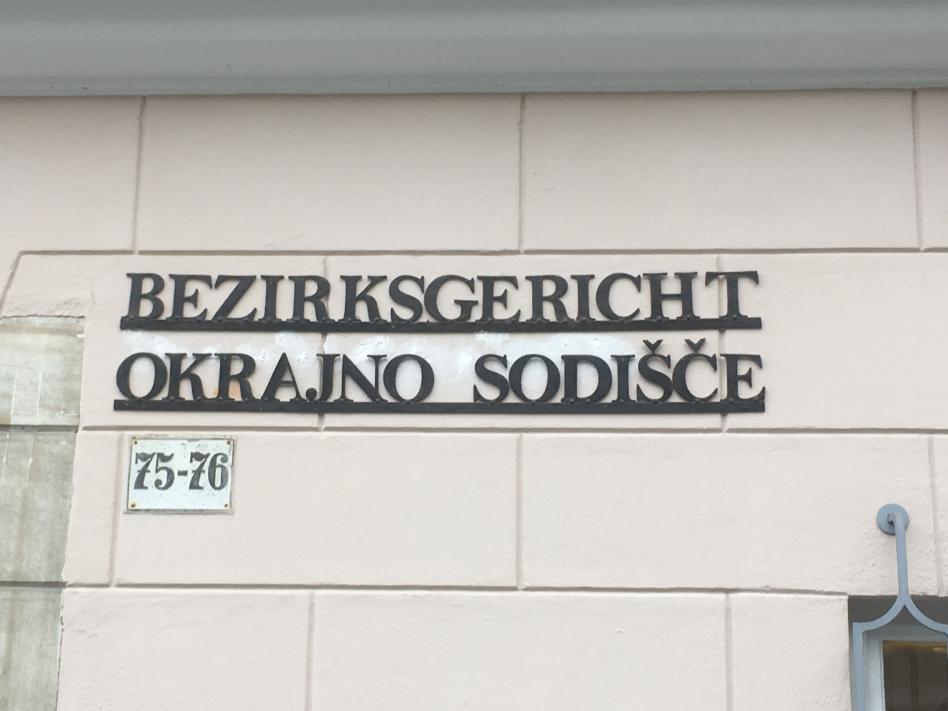 BEZIRKSGERICHT
OKRAJNO SODIŠČE
75-76